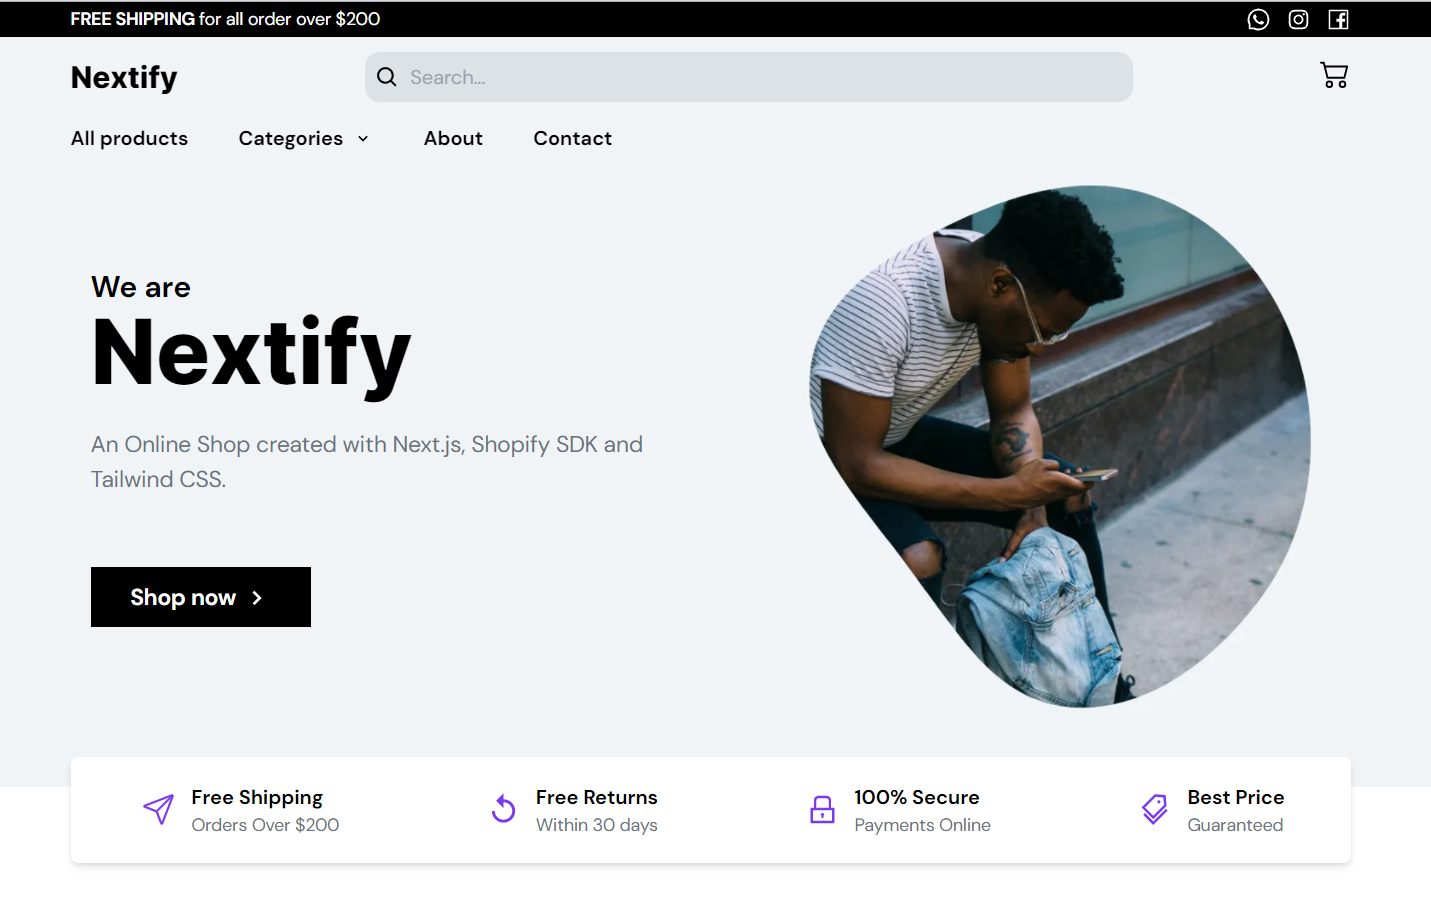 FREE SHIPPING for all order over $200
Nextify
Search...
All products
Categories
About
Contact
We are
Nextify
An Online Shop created with Next.js, Shopify SDK and
Tailwind CSS.
Shop now
Free Shipping
Orders Over $200
Free Returns
Within 30 days
100% Secure
Payments Online
Best Price
Guaranteed